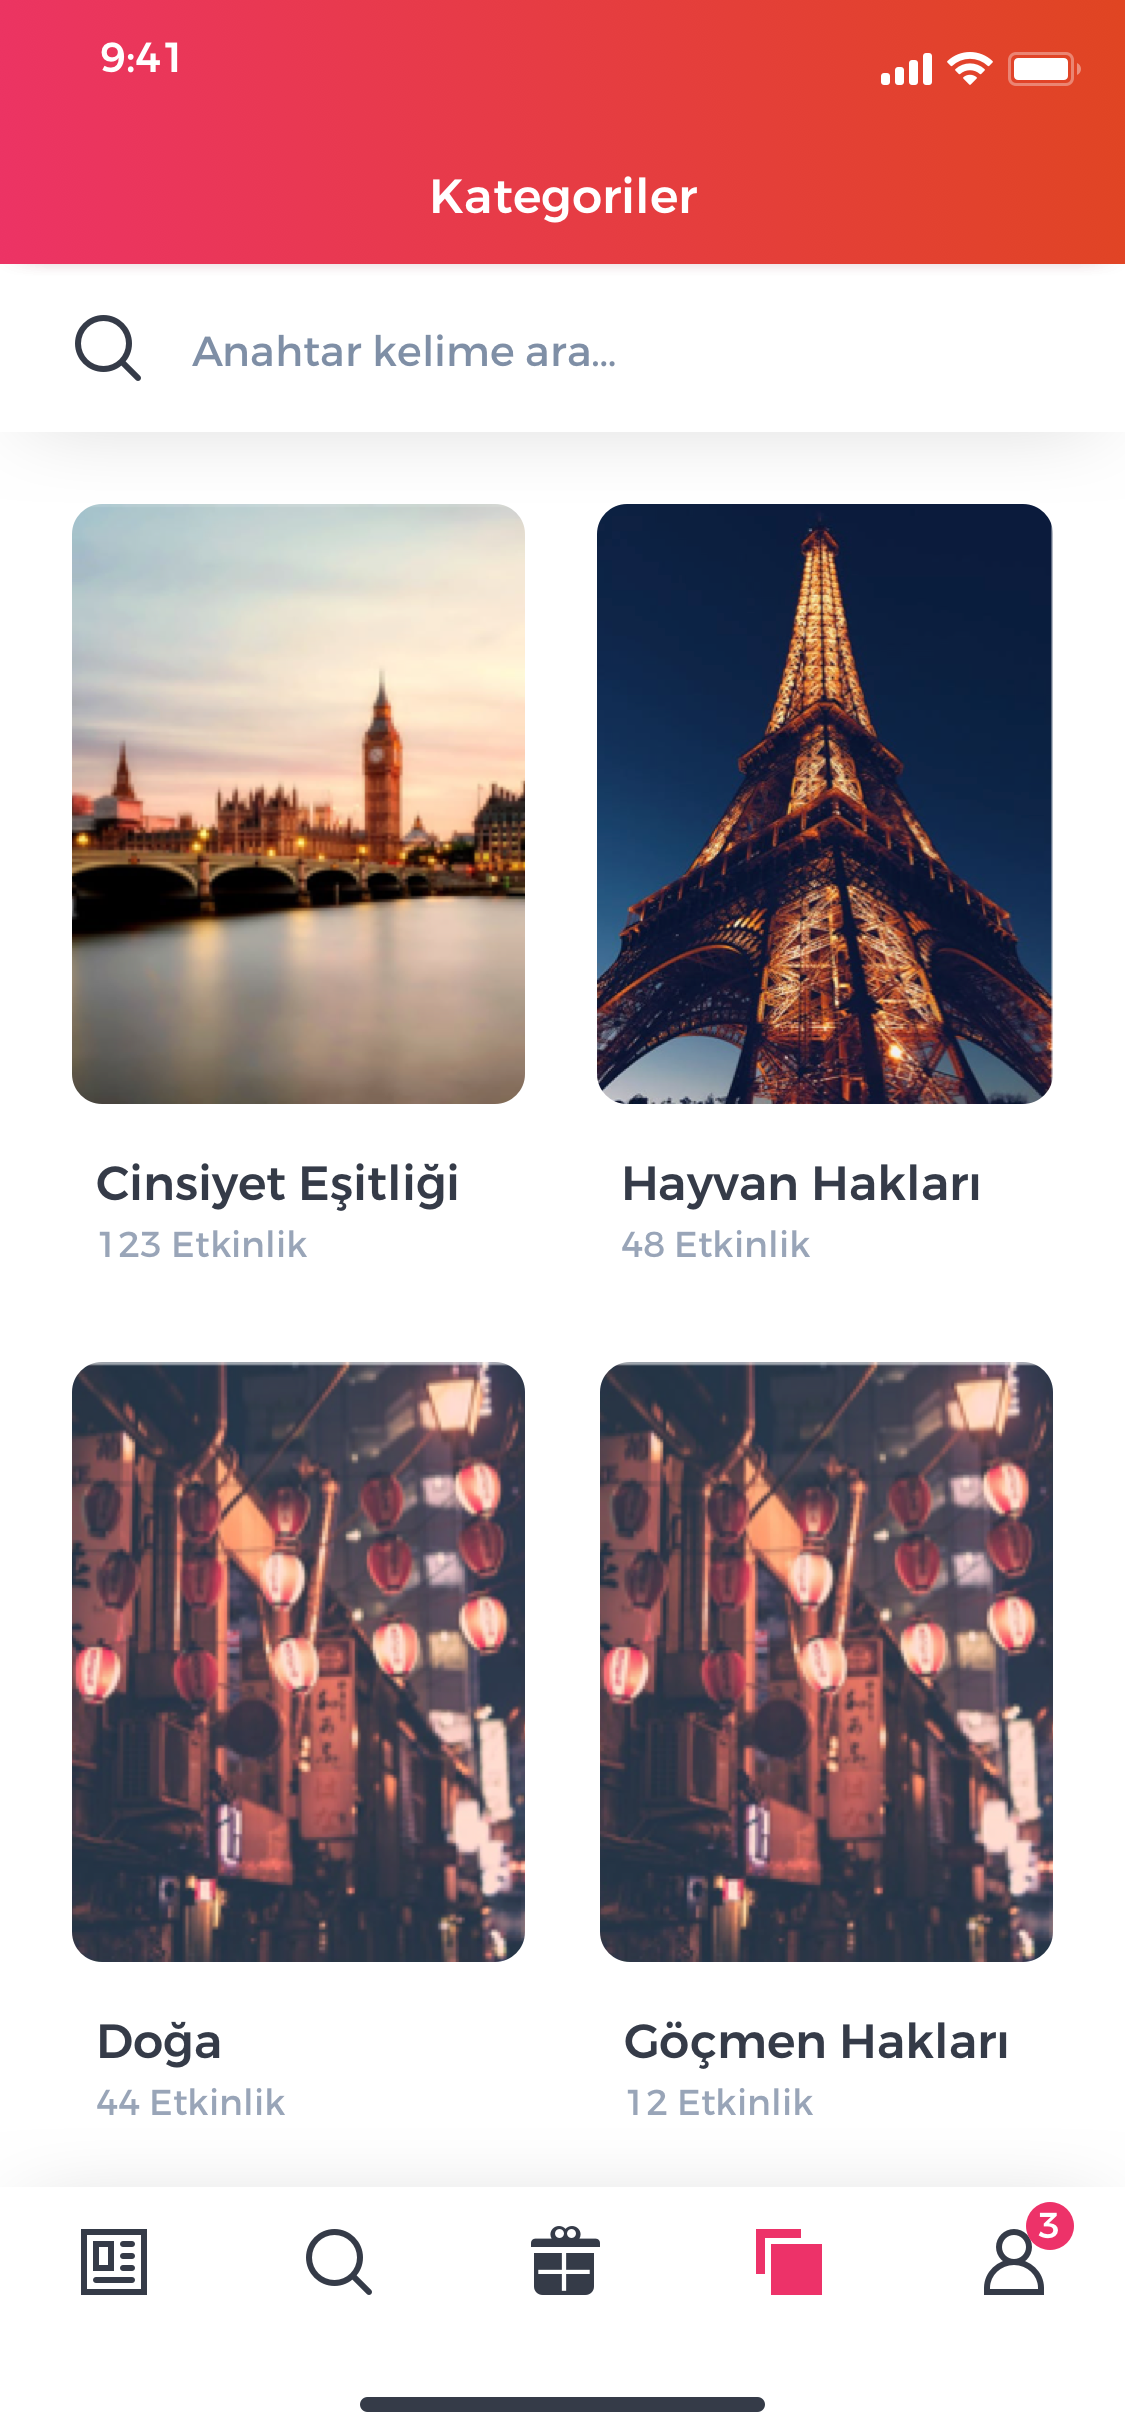 9:41
Kategoriler
Anahtar kelime ara...
Cinsiyet Eşitliği
123 Etkinlik
Hayvan Hakları
48 Etkinlik
Doğa
44 Etkinlik
Göçmen Hakları
12 Etkinlik
3